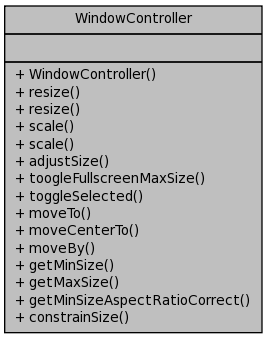 WindowController
+ WindowController()
+ resize()
+ resize()
+ scale()
+ scale()
+ adjustSize()
+ toogleFullscreenMaxSize()
+ toggleSelected()
+ moveTo()
+ moveCenterTo()
+ moveBy()
+ getMinSize()
+ getMaxSize()
+ getMinSizeAspectRatioCorrect()
+ constrainSize()